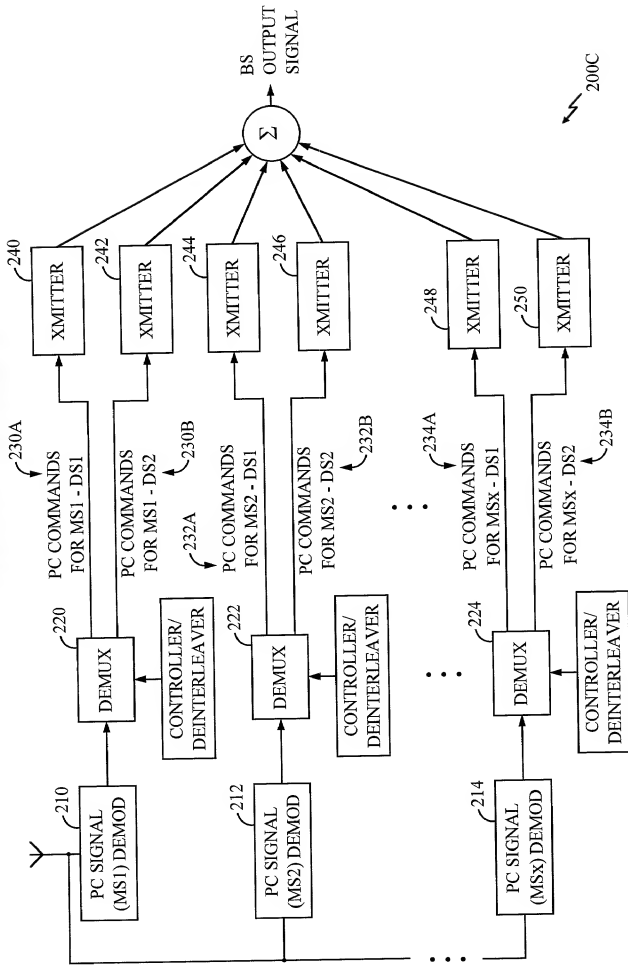 210
PC SIGNAL
(MS1) DEMOD
220
DEMUX
CONTROLLER/
DEINTERLEAVER
230A
PC COMMANDS
FOR MS1 - DS1
PC COMMANDS
FOR MS1 - DS2
230B
240
XMITTER
242
XMITTER
212
PC SIGNAL
(MS2) DEMOD
222
DEMUX
CONTROLLER/
DEINTERLEAVER
232A
PC COMMANDS
FOR MS2 - DS1
PC COMMANDS
FOR MS2 - DS2
232B
244
XMITTER
246
XMITTER
214
PC SIGNAL
(MSx) DEMOD
224
DEMUX
CONTROLLER/
DEINTERLEAVER
234A
PC COMMANDS
FOR MSx - DS1
PC COMMANDS
FOR MSx - DS2
234B
248
XMITTER
250
XMITTER
Σ
BS
OUTPUT
SIGNAL
200C